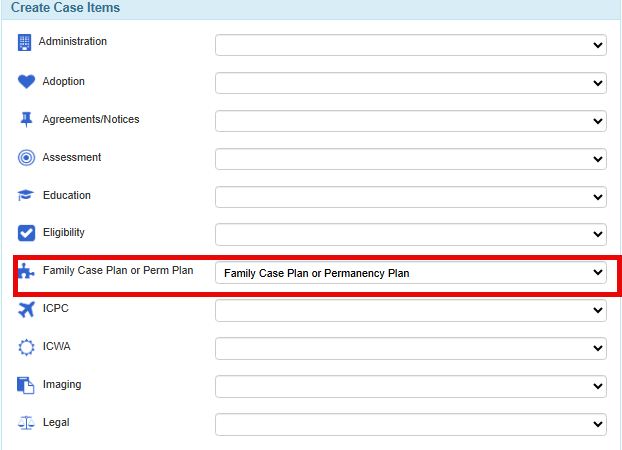 Create Case Items
Administration
Adoption
Agreements/Notices
Assessment
Education
Eligibility
Family Case Plan or Perm Plan Family Case Plan or Permanency Plan
ICPC
ICWA
Imaging
Legal